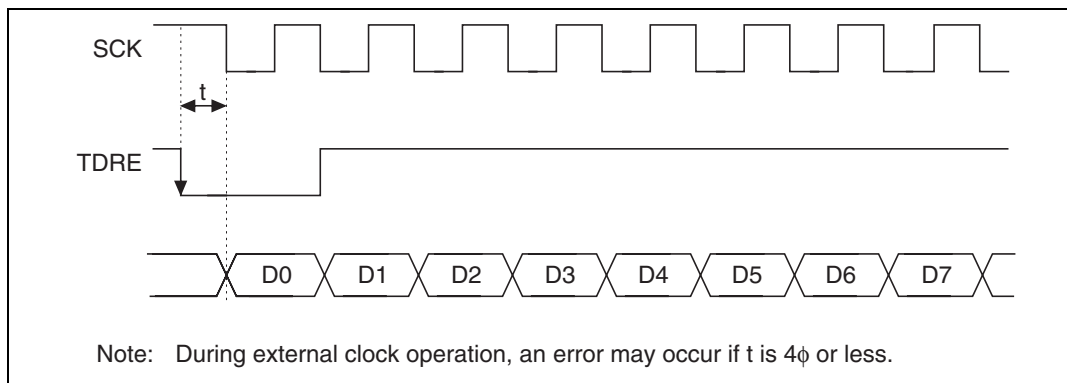 SCK
t
TDRE
D0 D1 D2 D3 D4 D5 D6 D7
Note: During external clock operation, an error may occur if t is 4ϕ or less.